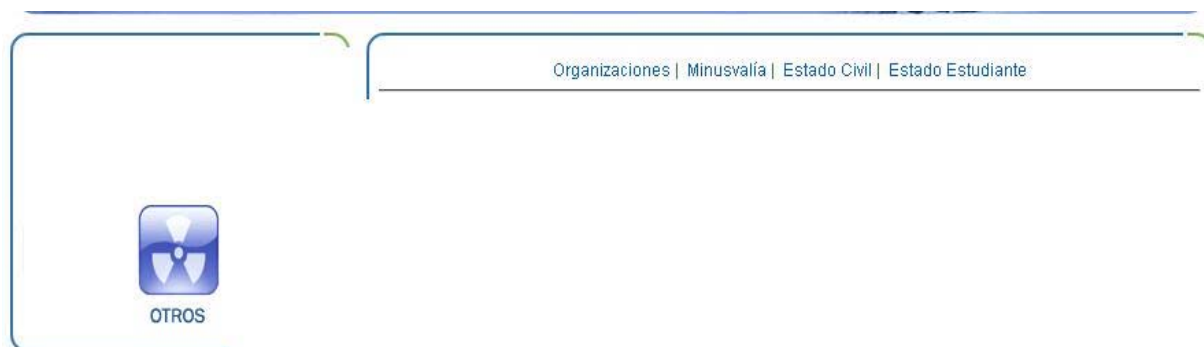 Organizaciones | Minusvalía | Estado Civil | Estado Estudiante
OTROS